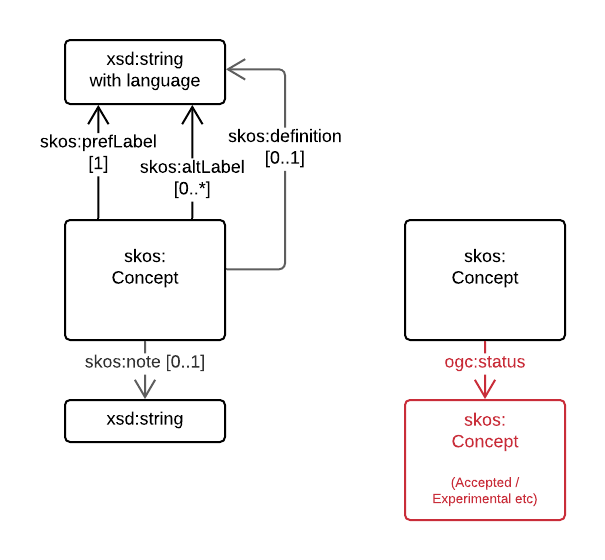 xsd:string
with language
skos:prefLabel
[1]
skos:altLabel
[0..*]
skos:definition
[0..1]
skos:
Concept
skos:note [0..1]
xsd:string
skos:
Concept
ogc:status
skos:
Concept
(Accepted /
Experimental etc)